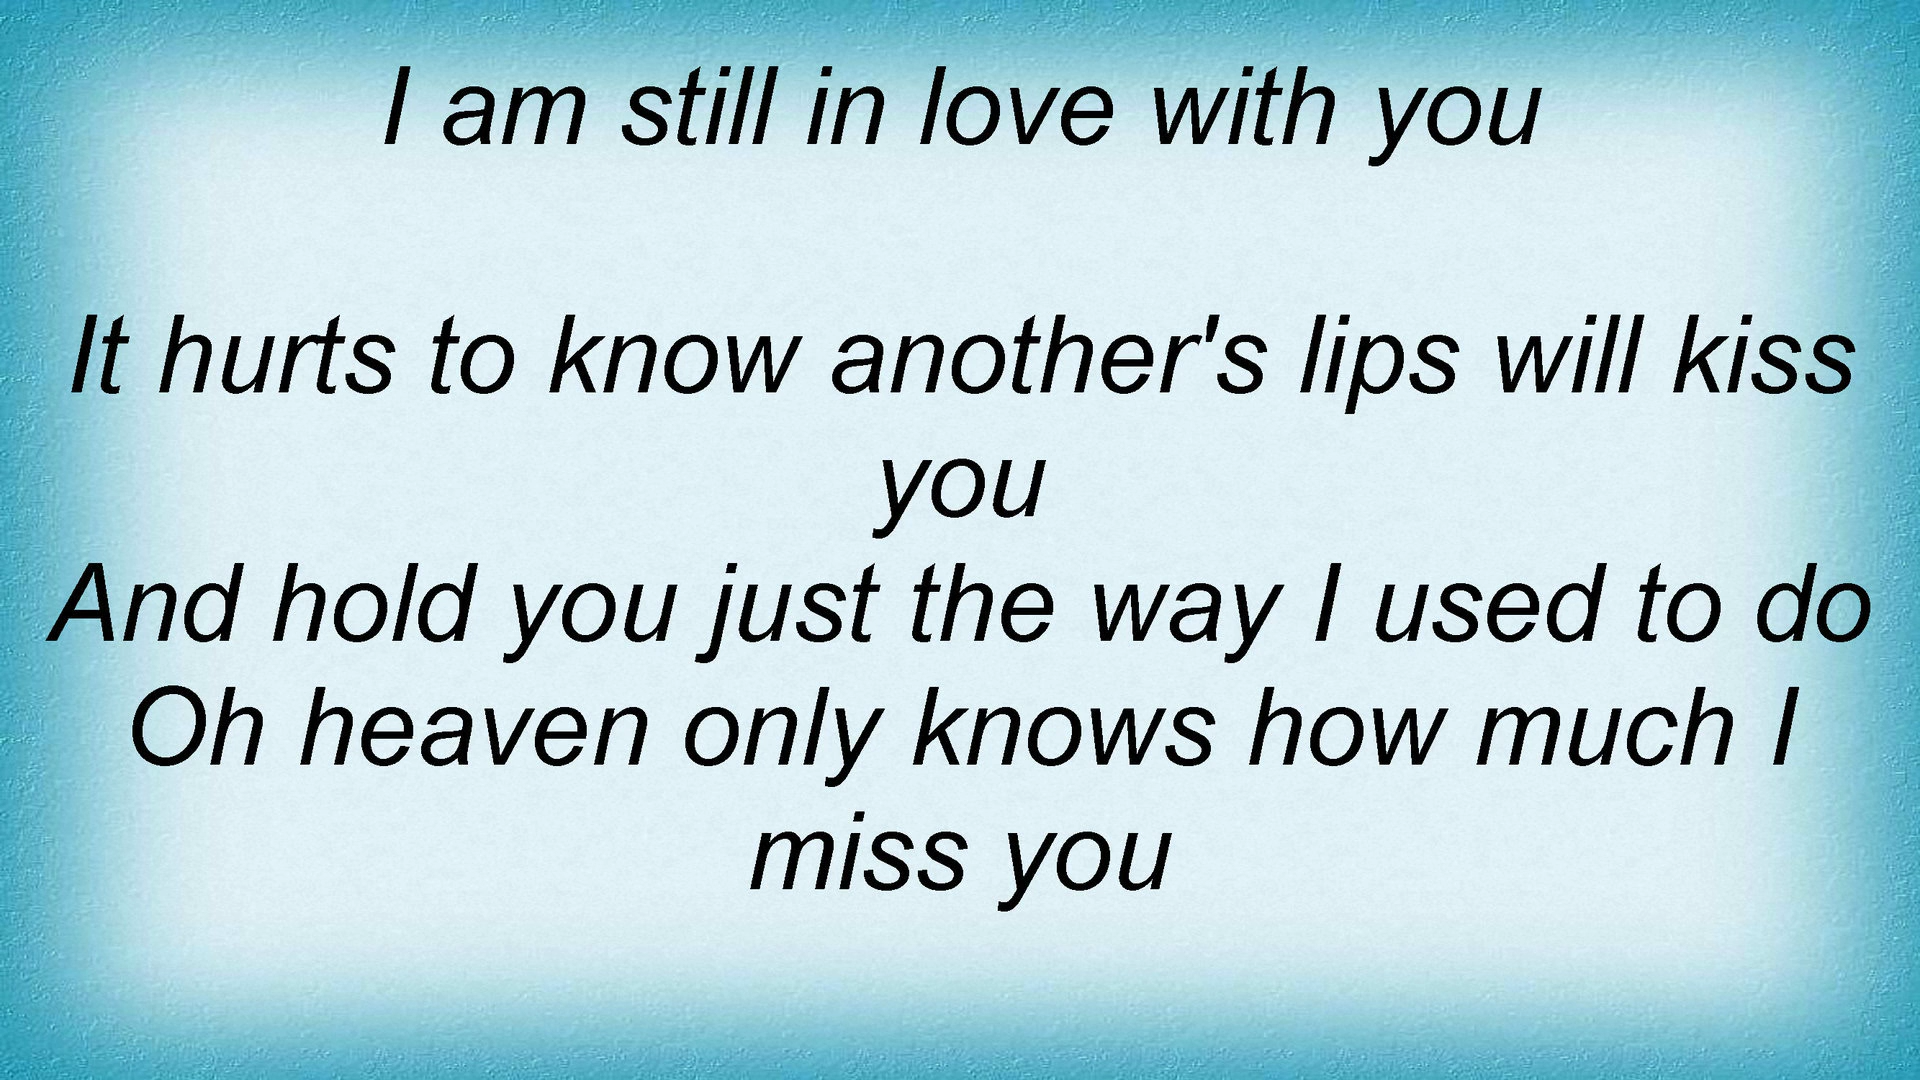 I am still in love with you
It hurts to know another's lips will kiss
you
And hold you just the way I used to do
Oh heaven only knows how much I
miss you